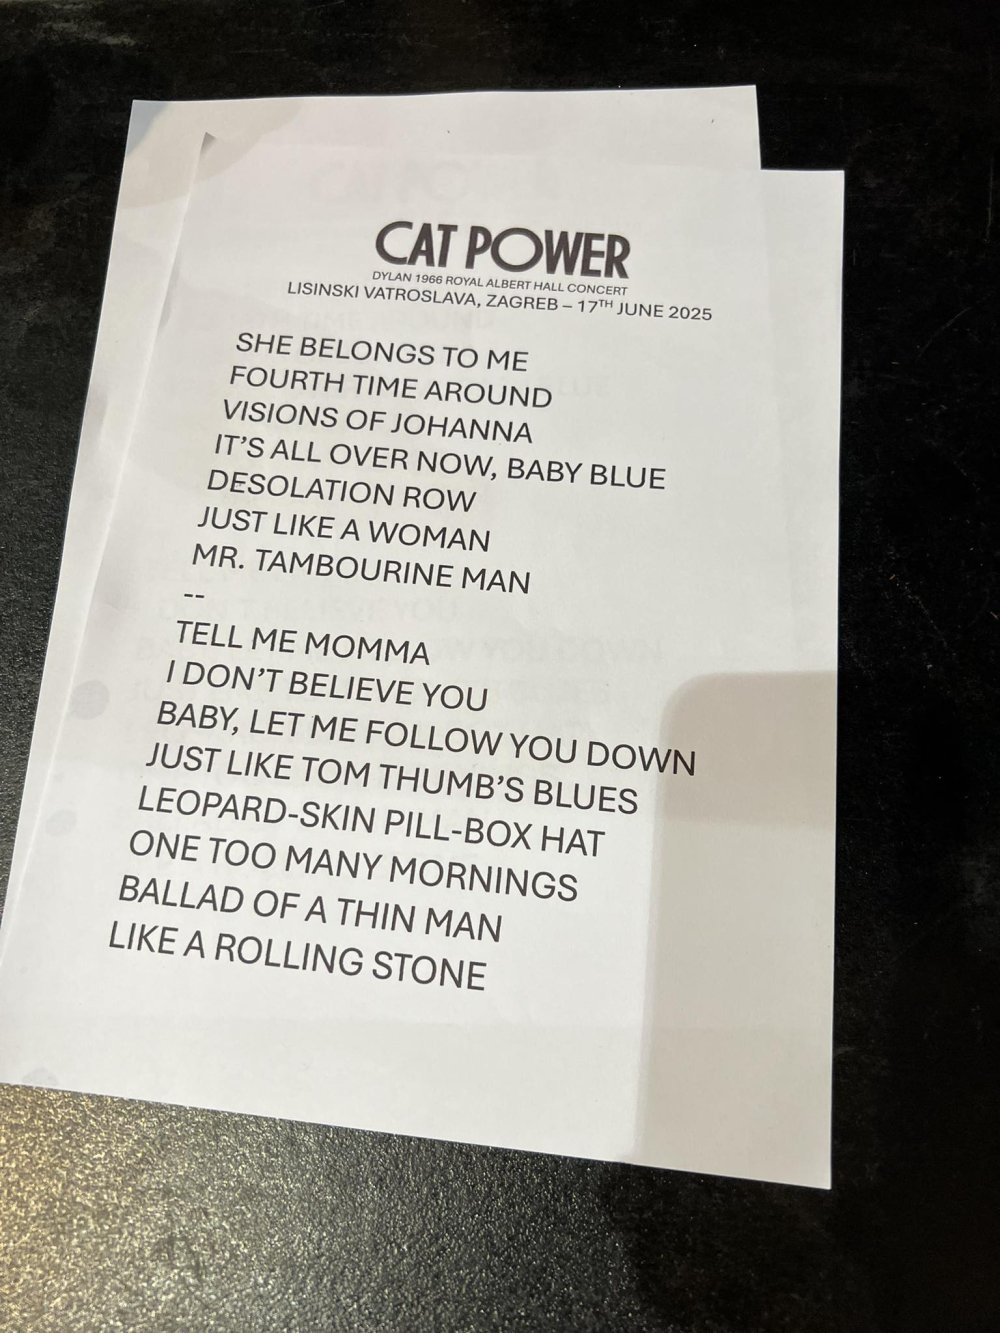 CAT POWER
DYLAN 1966 ROYAL ALBERT HALL CONCERT
LISINSKI VATROSLAVA, ZAGREB – 17TH JUNE 2025
SHE BELONGS TO ME
FOURTH TIME AROUND
VISIONS OF JOHANNA
IT'S ALL OVER NOW, BABY BLUE
DESOLATION ROW
JUST LIKE A WOMAN
MR. TAMBOURINE MAN
--
TELL ME MOMMA
I DON'T BELIEVE YOU
BABY, LET ME FOLLOW YOU DOWN
JUST LIKE TOM THUMB'S BLUES
LEOPARD-SKIN PILL-BOX HAT
ONE TOO MANY MORNINGS
BALLAD OF A THIN MAN
LIKE A ROLLING STONE